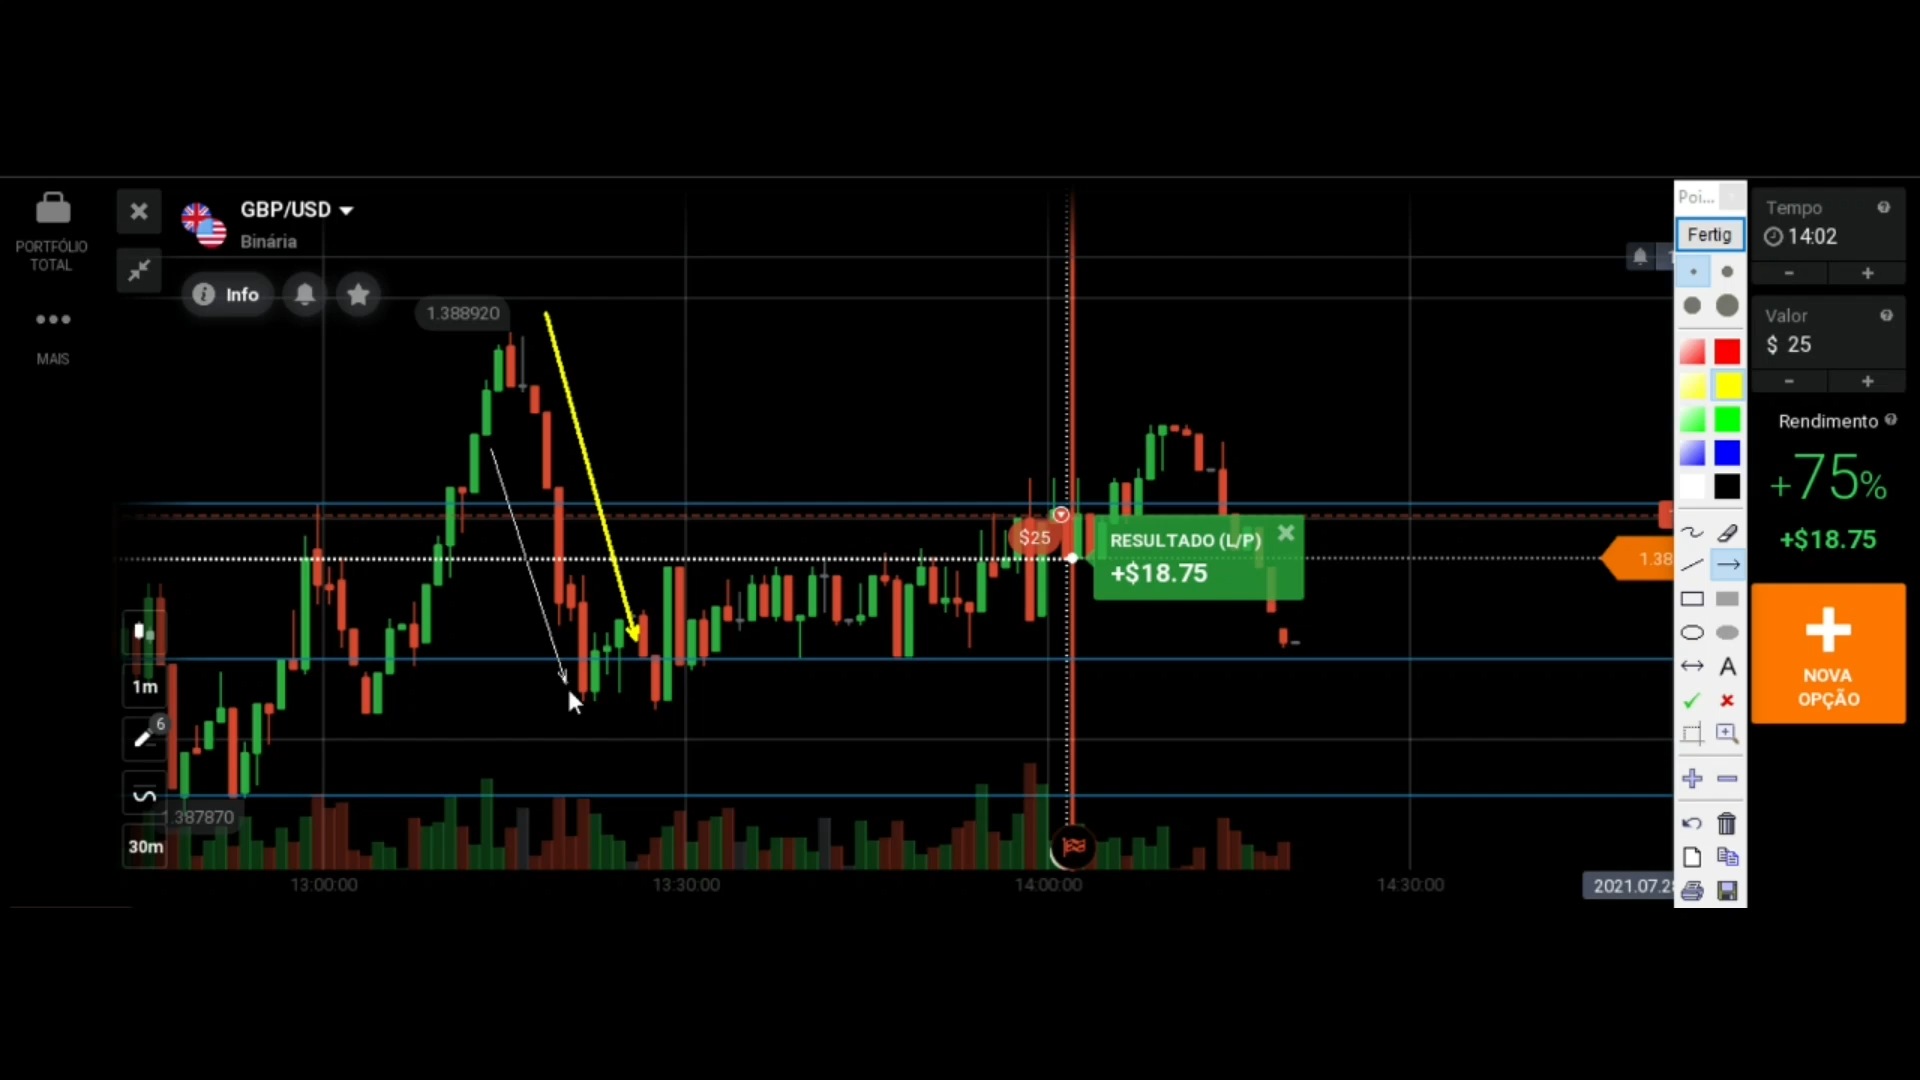 PORTFÓLIO
TOTAL
MAIS
GBP/USD
Binária
Info
1.388920
$25
RESULTADO (L/P)
+$18.75
1.38
1m
6
1.387870
30m
13:00:00
13:30:00
14:00:00
14:30:00
2021.07.28
Poi...
Fertig
A
Tempo
14:02
-
+
Valor
$ 25
-
+
Rendimento
+75%
+$18.75
NOVA
OPÇÃO